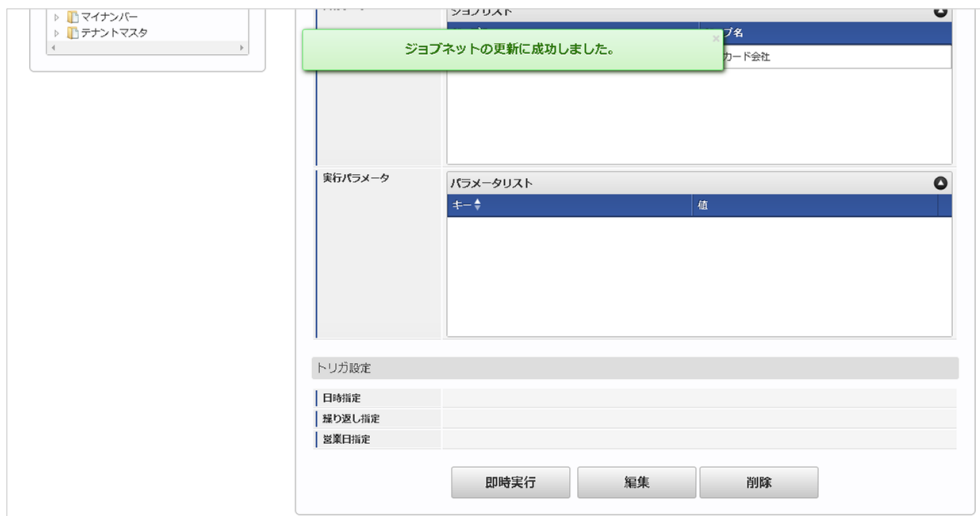 マイナンバー
テナントマスタ
ジョブリスト
ジョブネットの更新に成功しました。
ブ名
カード会社
実行パラメータ
パラメータリスト
キー
値
トリガ設定
日時指定
繰り返し指定
営業日指定
即時実行
編集
削除